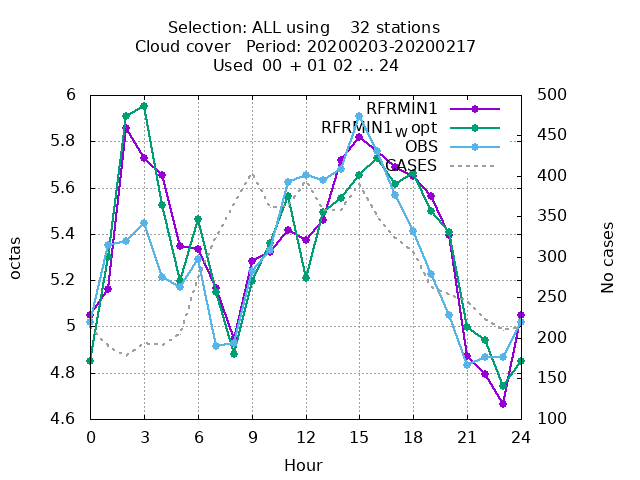 Selection: ALL using    32 stations
Cloud cover   Period: 20200203-20200217
Used  00  + 01 02 ... 24
RFRMIN1
RFRMIN1w opt
OBS
CASES
6
5.8
5.6
5.4
5.2
5
4.8
4.6
500
450
400
350
300
250
200
150
100
octas
No cases
0 3 6 9 12 15 18 21 24
Hour